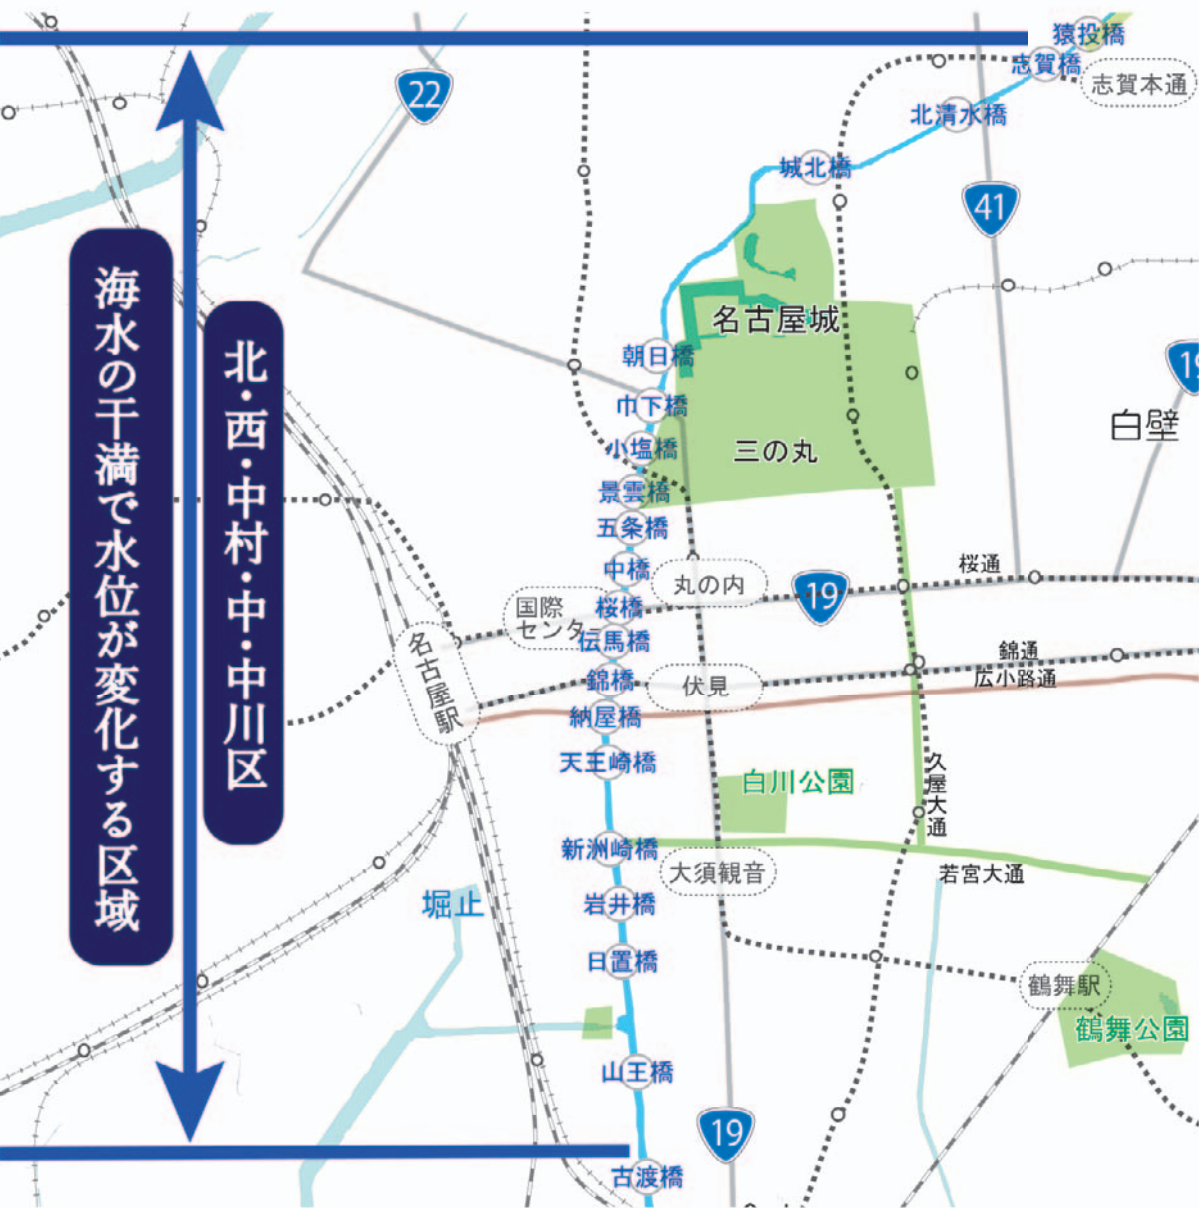 猿投橋
志賀橋
志賀本通
22
北清水橋
城北橋
41
海水の干満で水位が変化する区域
北・西・中村・中・中川区
名古屋城
朝日橋
19
巾下橋
白壁
小塩橋
三の丸
景雲橋
五条橋
中橋
丸の内
桜通
19
国際
センター
桜橋
伝馬橋
名古屋駅
錦橋
伏見
錦通
広小路通
納屋橋
天王崎橋
白川公園
久屋大通
新洲崎橋
大須観音
若宮大通
堀止
岩井橋
日置橋
鶴舞駅
鶴舞公園
山王橋
19
古渡橋